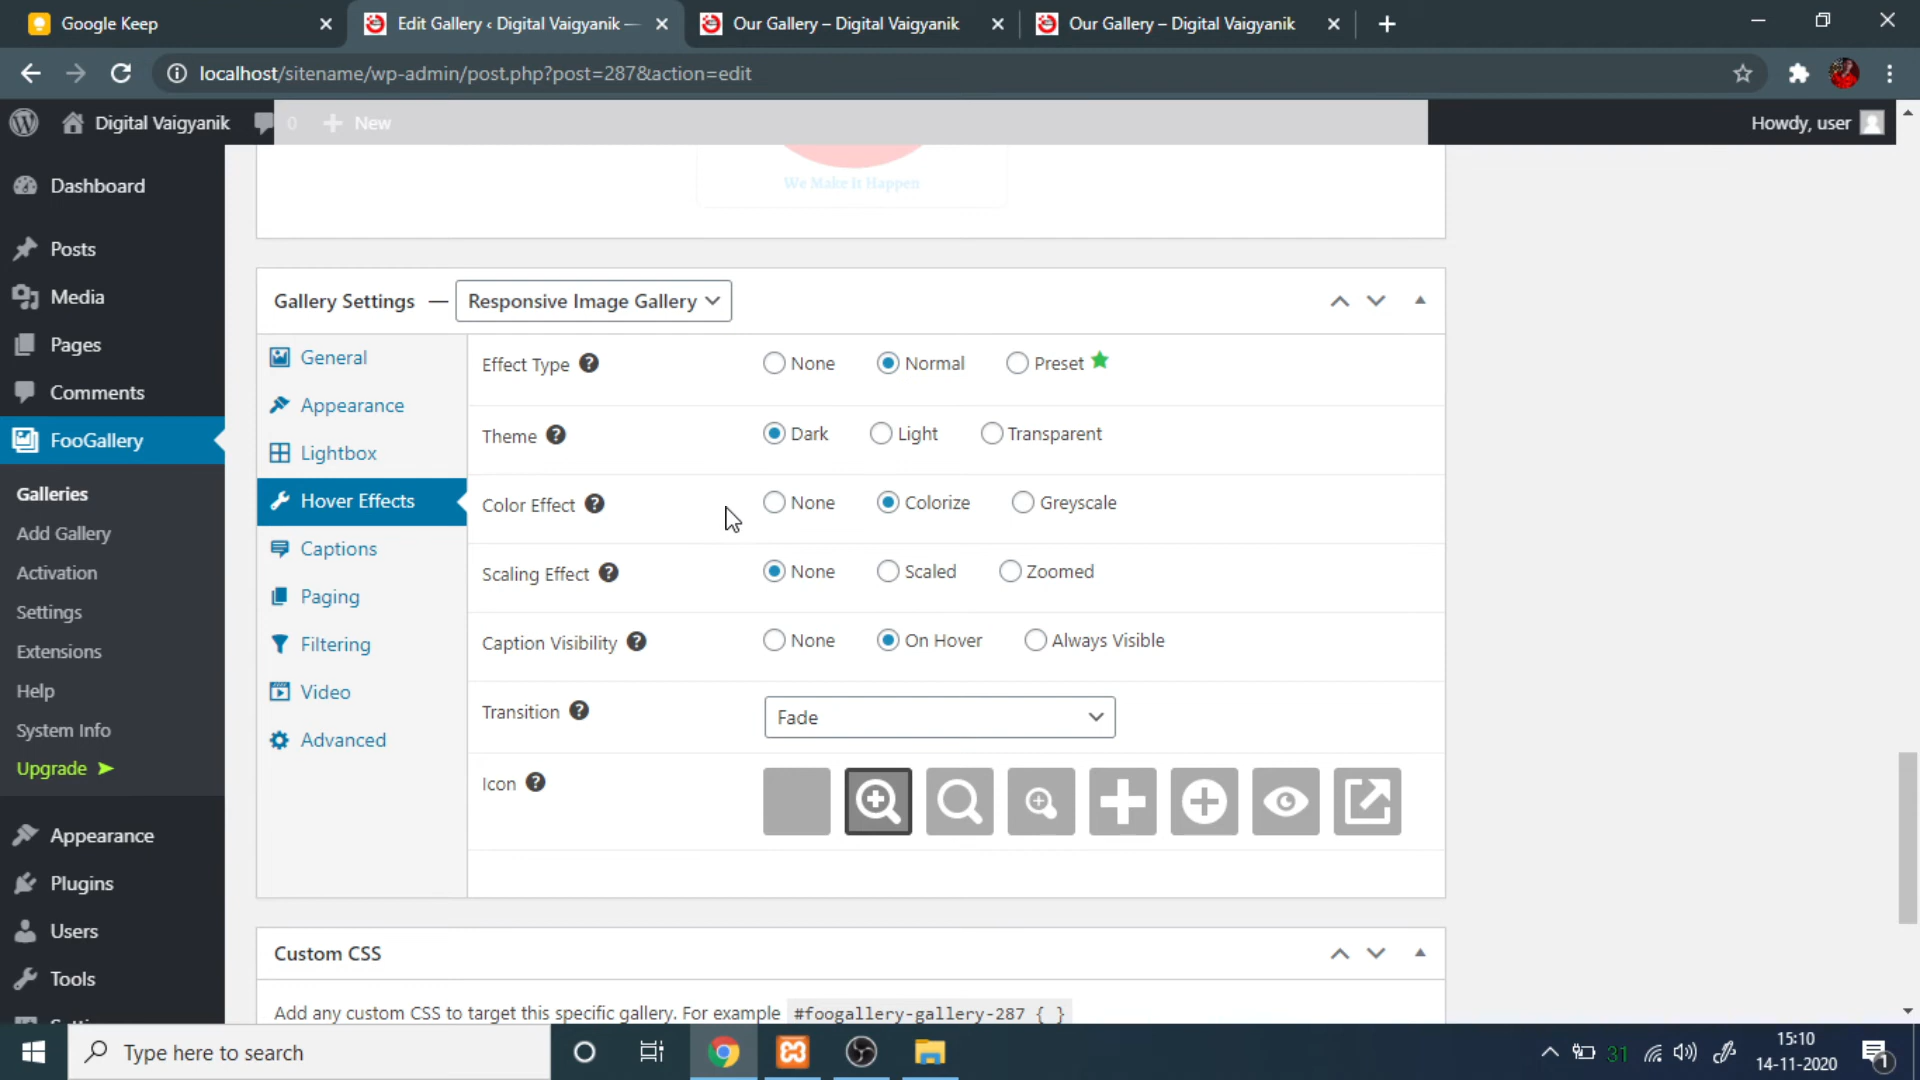 Google Keep
Edit Gallery ‹ Digital Vaigyanik —
Our Gallery – Digital Vaigyanik
Our Gallery – Digital Vaigyanik
localhost/sitename/wp-admin/post.php?post=287&action=edit
Digital Vaigyanik
0
New
Howdy, user
We Make It Happen
Dashboard
Posts
Media
Pages
Comments
FooGallery
Galleries
Add Gallery
Activation
Settings
Extensions
Help
System Info
Upgrade ➤
Appearance
Plugins
Users
Tools
Gallery Settings — Responsive Image Gallery
General
Appearance
Lightbox
Hover Effects
Captions
Paging
Filtering
Video
Advanced
Effect Type ? None Normal Preset
Theme ? Dark Light Transparent
Color Effect ? None Colorize Greyscale
Scaling Effect ? None Scaled Zoomed
Caption Visibility ? None On Hover Always Visible
Transition ? Fade
Icon ?
Custom CSS
Add any custom CSS to target this specific gallery. For example #foogallery-gallery-287 { }
Type here to search
31
15:10
14-11-2020
1